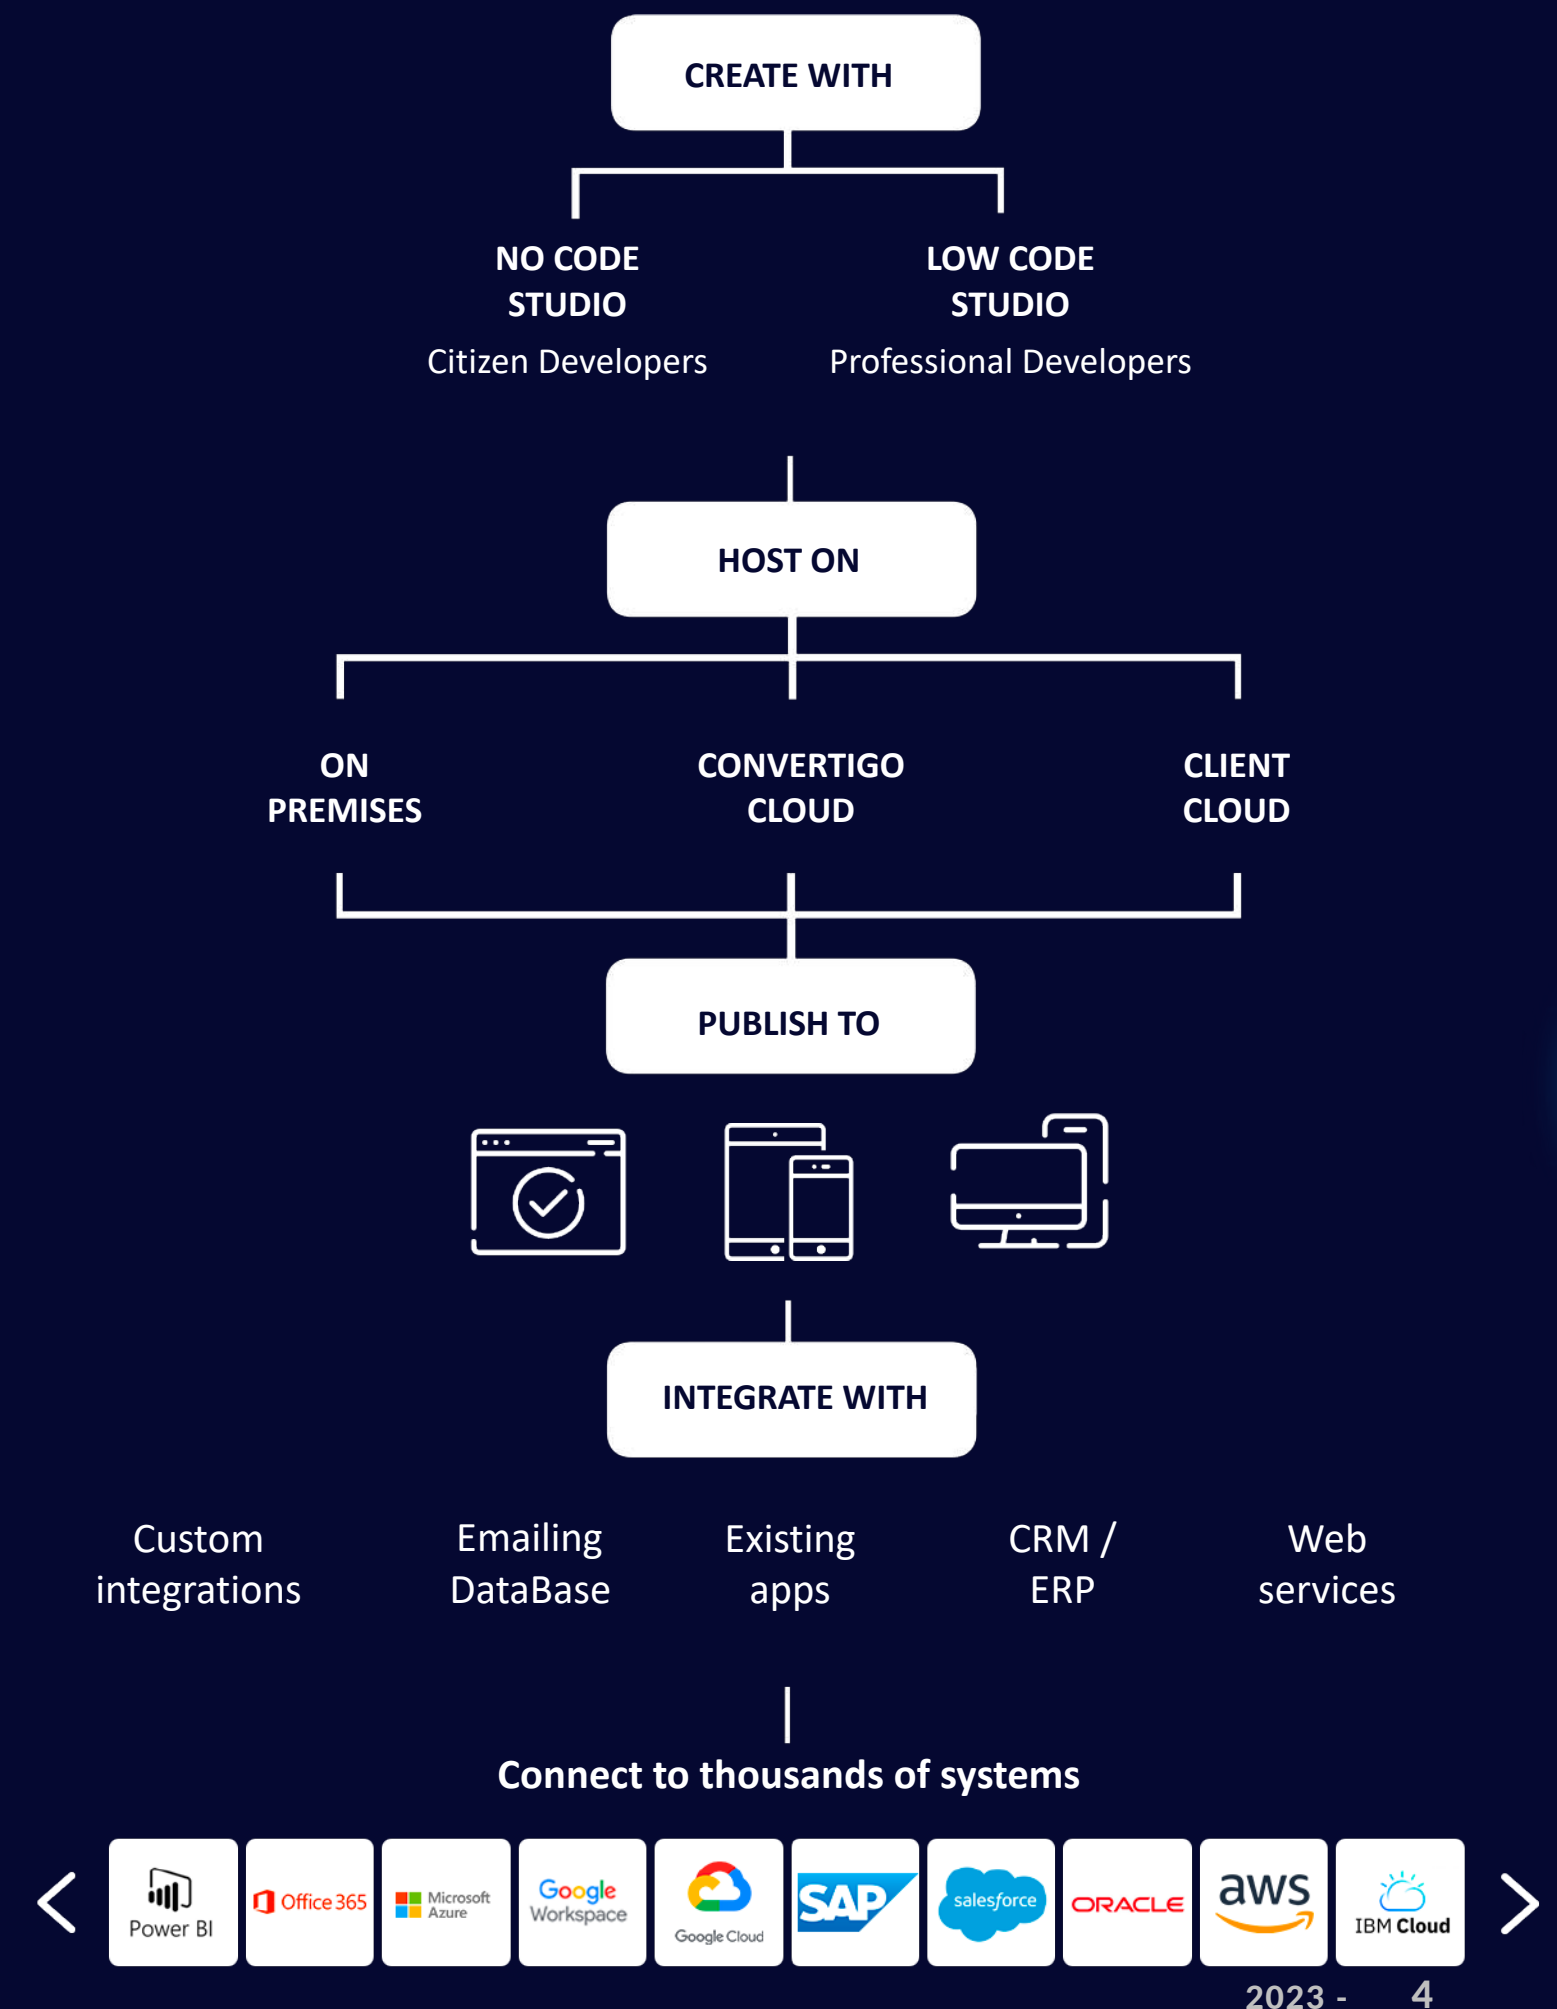 CREATE WITH
NO CODE
STUDIO
Citizen Developers
LOW CODE
STUDIO
Professional Developers
HOST ON
ON
PREMISES
CONVERTIGO
CLOUD
CLIENT
CLOUD
PUBLISH TO
INTEGRATE WITH
Custom
integrations
Emailing
DataBase
Existing
apps
CRM /
ERP
Web
services
Connect to thousands of systems
Power BI
Office 365
Microsoft
Azure
Google
Workspace
Google Cloud
SAP
salesforce
ORACLE
aws
IBM Cloud
2023 - 4